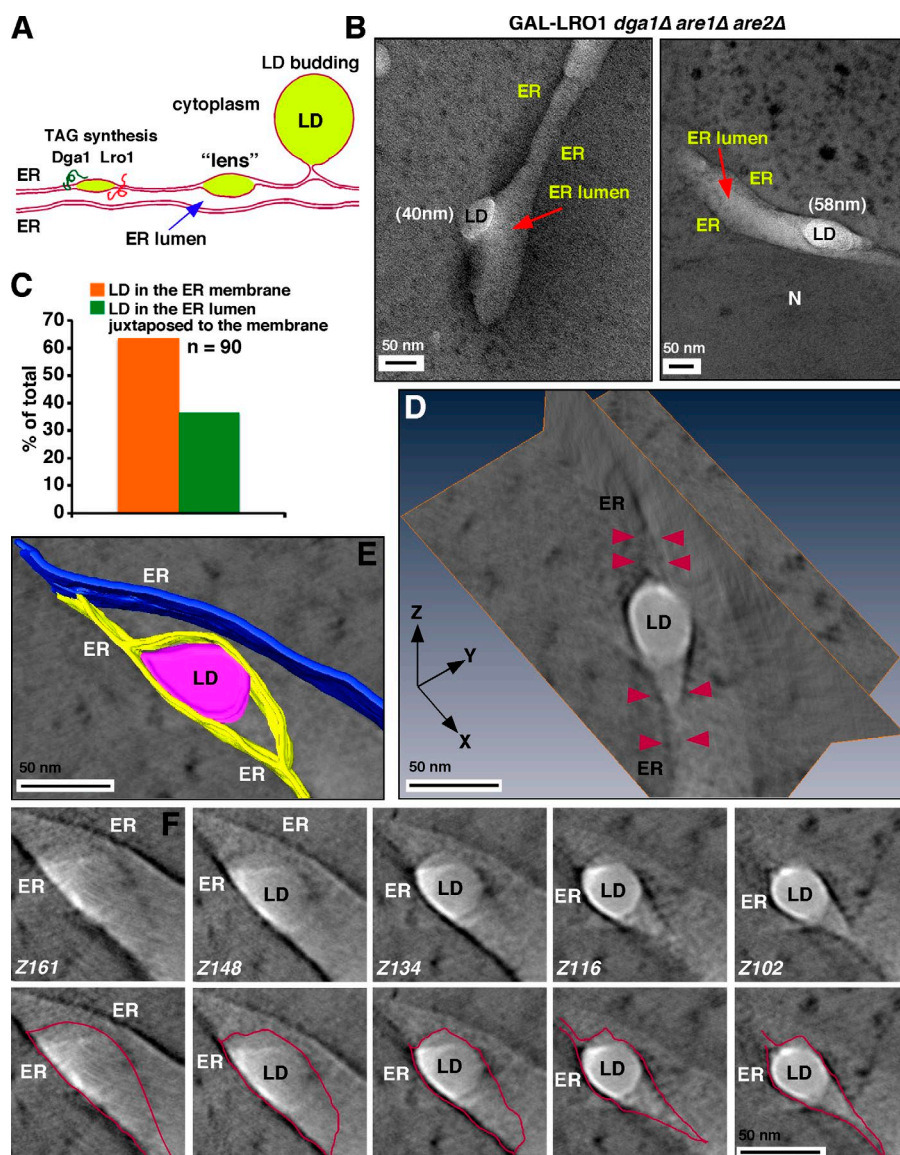 A
LD budding
cytoplasm
LD
TAG synthesis
Dga1 Lro1
"lens"
ER
ER
ER lumen
B
GAL-LRO1 dga1Δ are1Δ are2Δ
ER
ER
ER lumen
(40nm)
LD
50 nm
ER lumen
ER
ER
(58nm)
LD
N
50 nm
C
LD in the ER membrane
LD in the ER lumen
juxtaposed to the membrane
n = 90
% of total
70
60
50
40
30
20
10
0
D
ER
LD
Z
Y
X
ER
50 nm
E
ER
ER
LD
ER
50 nm
F
ER
ER
Z161
ER
ER
LD
Z148
ER
LD
Z134
ER
LD
Z116
ER
LD
Z102
ER
ER
ER
ER
LD
ER
LD
ER
LD
ER
LD
50 nm